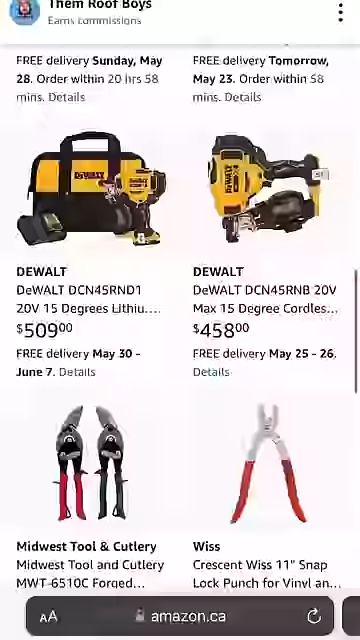 Them Roof Boys
Earns commissions
FREE delivery Sunday, May
28. Order within 20 hrs 58
mins. Details
FREE delivery Tomorrow,
May 23. Order within 58
mins. Details
DEWALT
DEWALT
DeWALT DCN45RND1
20V 15 Degrees Lithiu....
$509⁰⁰
FREE delivery May 30 -
June 7. Details
DEWALT
DeWALT DCN45RNB 20V
Max 15 Degree Cordles...
$458⁰⁰
FREE delivery May 25 - 26.
Details
Midwest Tool & Cutlery
Midwest Tool and Cutlery
MWT-6510C Forged...
Wiss
Crescent Wiss 11" Snap
Lock Punch for Vinyl an...
AA
amazon.ca